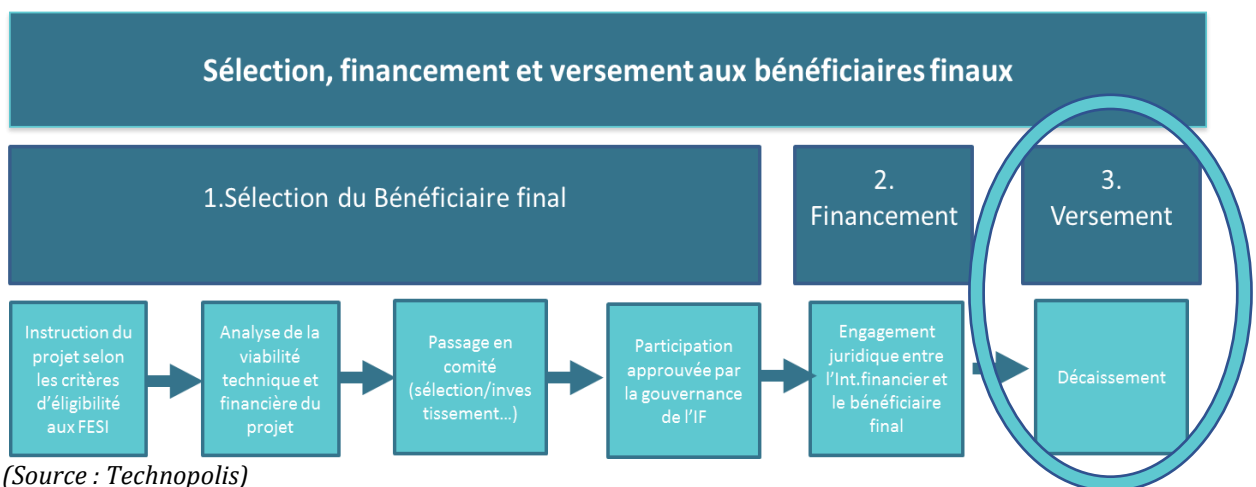 Sélection, financement et versement aux bénéficiaires finaux
1.Sélection du Bénéficiaire final
2.
Financement
3.
Versement
Instruction du
projet selon
les critères
d'éligibilité
aux FESI
Analyse de la
viabilité
technique et
financière du
projet
Passage en
comité
(sélection/inves
tissement...)
Participation
approuvée par
la gouvernance
de l'IF
Engagement
juridique entre
l'Int.financier et
le bénéficiaire
final
Décaissement
(Source : Technopolis)